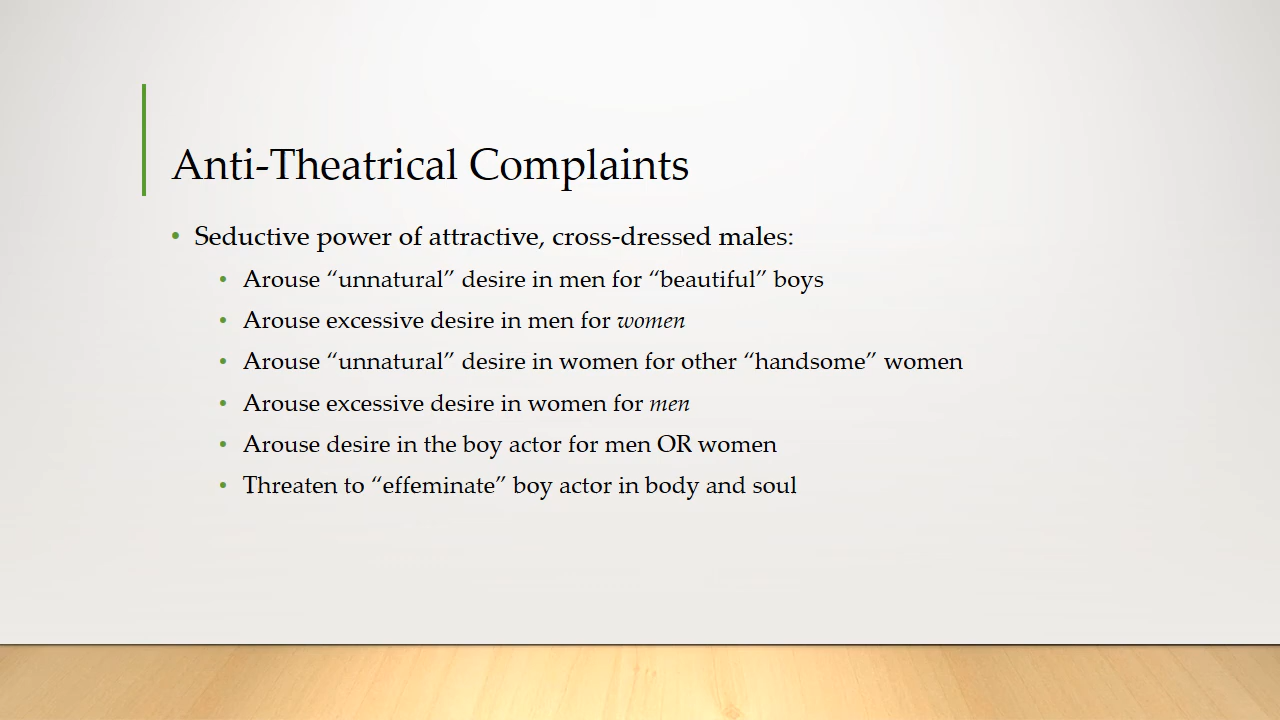 Anti-Theatrical Complaints
• Seductive power of attractive, cross-dressed males:
• Arouse “unnatural” desire in men for “beautiful” boys
• Arouse excessive desire in men for women
• Arouse “unnatural” desire in women for other “handsome” women
• Arouse excessive desire in women for men
• Arouse desire in the boy actor for men OR women
• Threaten to “effeminate” boy actor in body and soul